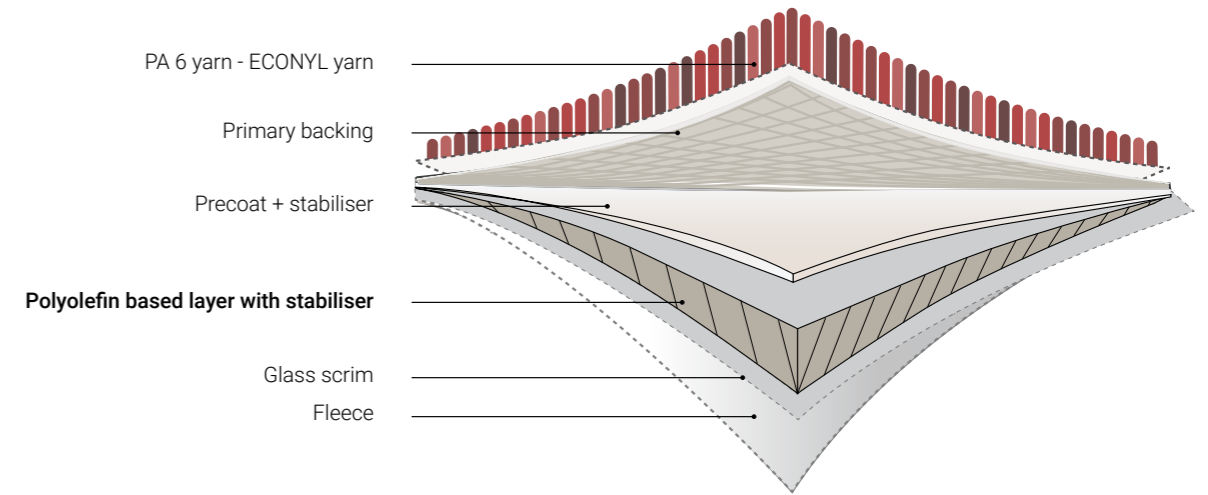 PA 6 yarn - ECONYL yarn
Primary backing
Precoat + stabiliser
Polyolefin based layer with stabiliser
Glass scrim
Fleece